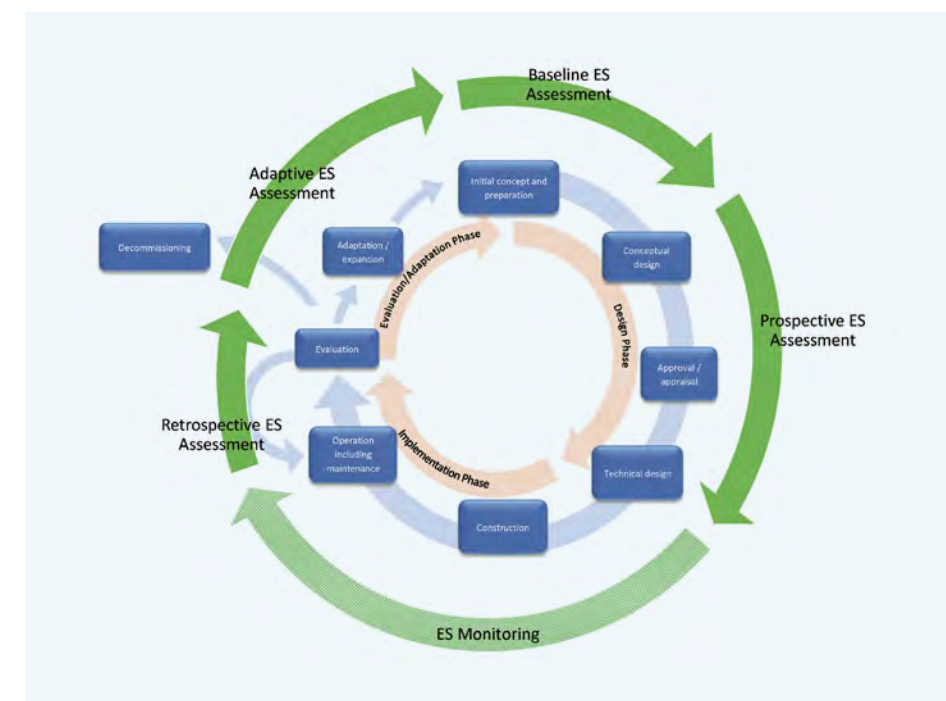 Baseline ES
Assessment
Adaptive ES
Assessment
Initial concept and
preparation
Decommissioning
Adaptation /
expansion
Evaluation/Adaptation Phase
Conceptual
design
Design Phase
Prospective ES
Assessment
Evaluation
Approval /
appraisal
Retrospective ES
Assessment
Operation
including
maintenance
Implementation Phase
Technical design
Construction
ES Monitoring